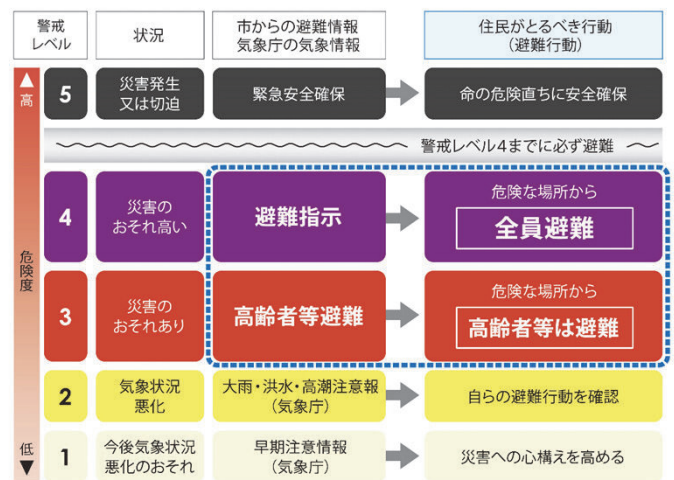 警戒
レベル
状況
市からの避難情報
気象庁の気象情報
住民がとるべき行動
(避難行動)
高
危険度
低
5
災害発生
又は切迫
緊急安全確保
命の危険直ちに安全確保
警戒レベル4までに必ず避難
4
災害の
おそれ高い
避難指示
危険な場所から
全員避難
3
災害の
おそれあり
高齢者等避難
危険な場所から
高齢者等は避難
2
気象状況
悪化
大雨・洪水・高潮注意報
(気象庁)
自らの避難行動を確認
1
今後気象状況
悪化のおそれ
早期注意情報
(気象庁)
災害への心構えを高める